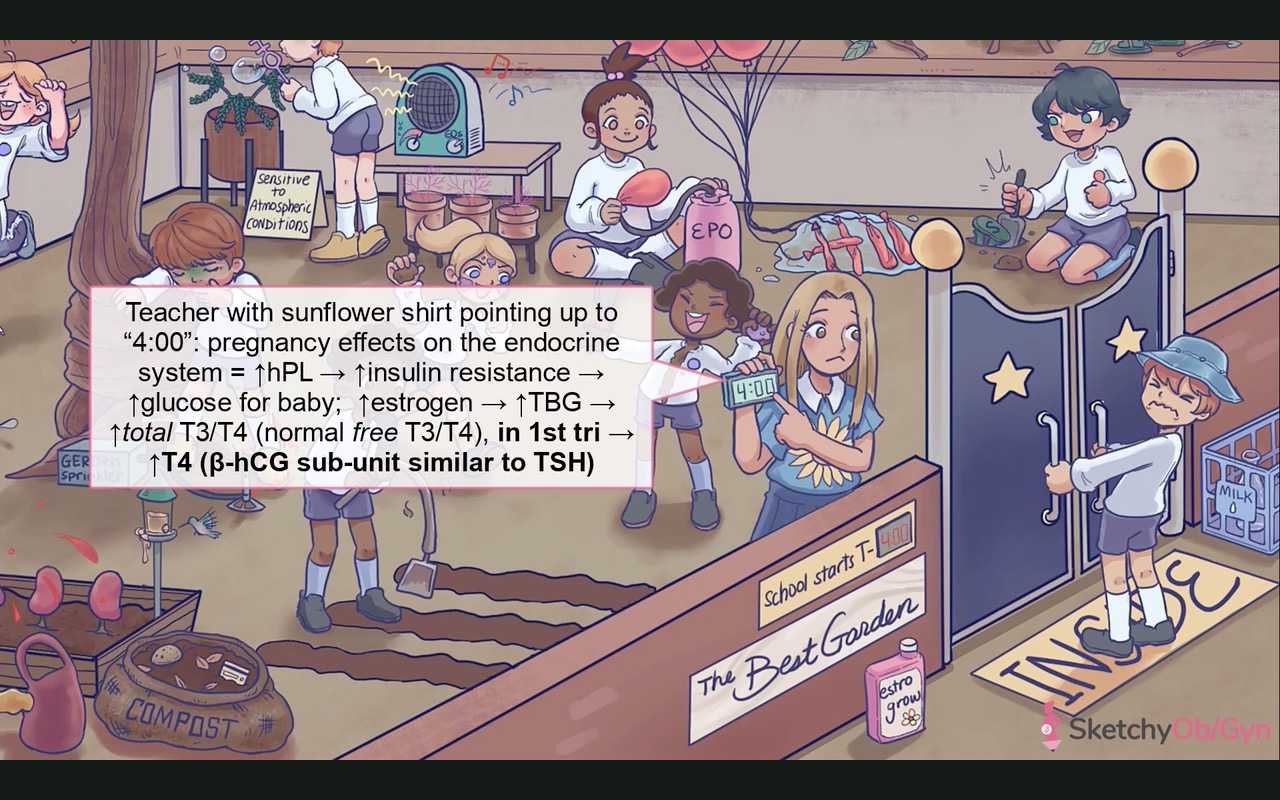 sensitive
to
Atmospheric
conditions
EPO
Teacher with sunflower shirt pointing up to
“4:00”: pregnancy effects on the endocrine
system = ↑hPL → ↑insulin resistance →
↑glucose for baby;  ↑estrogen → ↑TBG →
↑total T3/T4 (normal free T3/T4), in 1st tri →
↑T4 (β-hCG sub-unit similar to TSH)
4:00
MILK
School starts T-4:00
The Best Garden
estro
grow
COMPOST
SketchyOb/Gyn